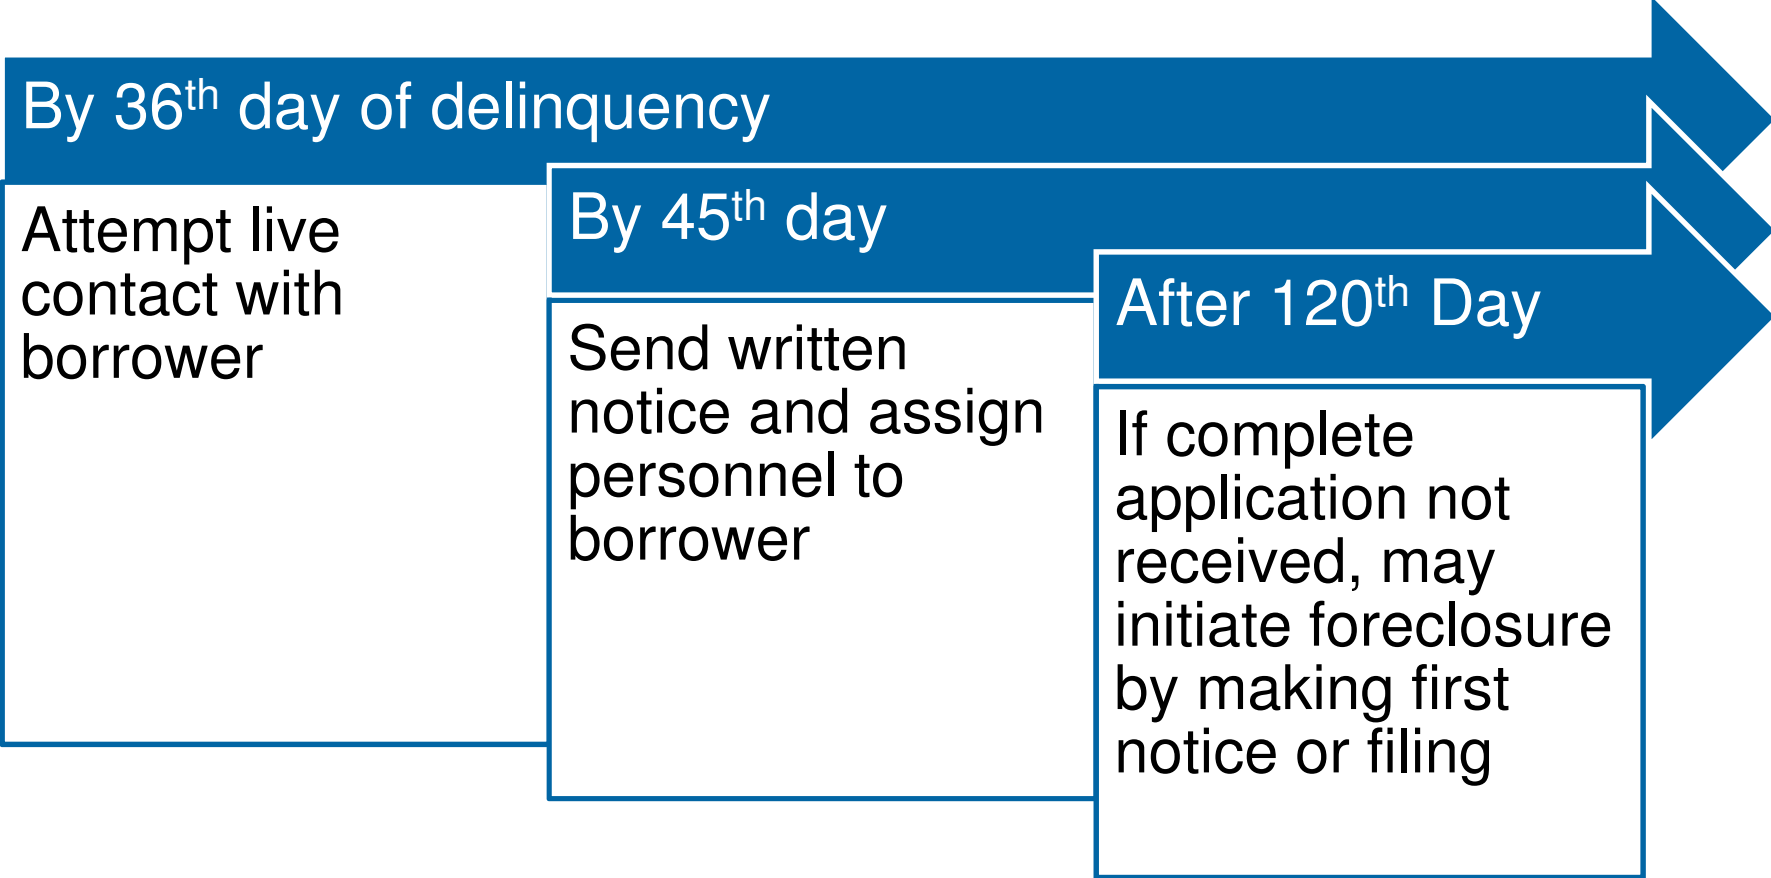 By 36th day of delinquency
Attempt live
contact with
borrower
By 45th day
Send written
notice and assign
personnel to
borrower
After 120th Day
If complete
application not
received, may
initiate foreclosure
by making first
notice or filing